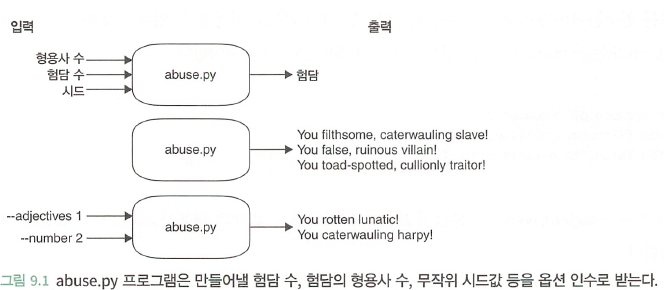 입력
출력
형용사 수
험담 수
시드
abuse.py
험담
abuse.py
You filthsome, caterwauling slave!
You false, ruinous villain!
You toad-spotted, cullionly traitor!
--adjectives 1
--number 2
abuse.py
You rotten lunatic!
You caterwauling harpy!
그림 9.1 abuse.py 프로그램은 만들어낼 험담 수, 험담의 형용사 수, 무작위 시드값 등을 옵션 인수로 받는다.